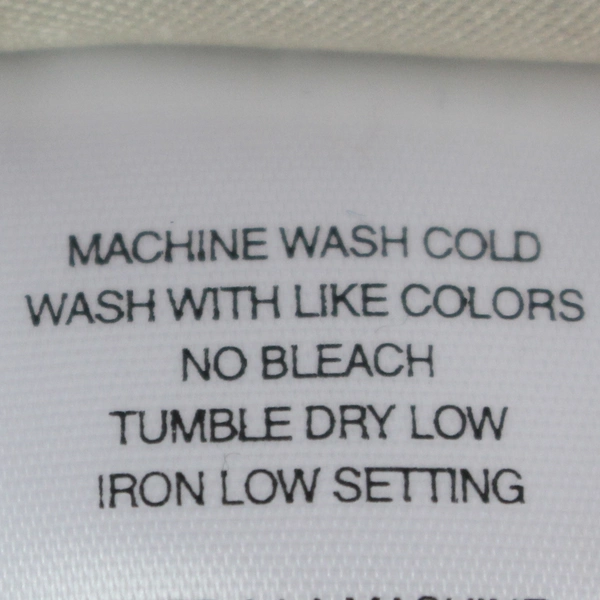 MACHINE WASH COLD
WASH WITH LIKE COLORS
NO BLEACH
TUMBLE DRY LOW
IRON LOW SETTING